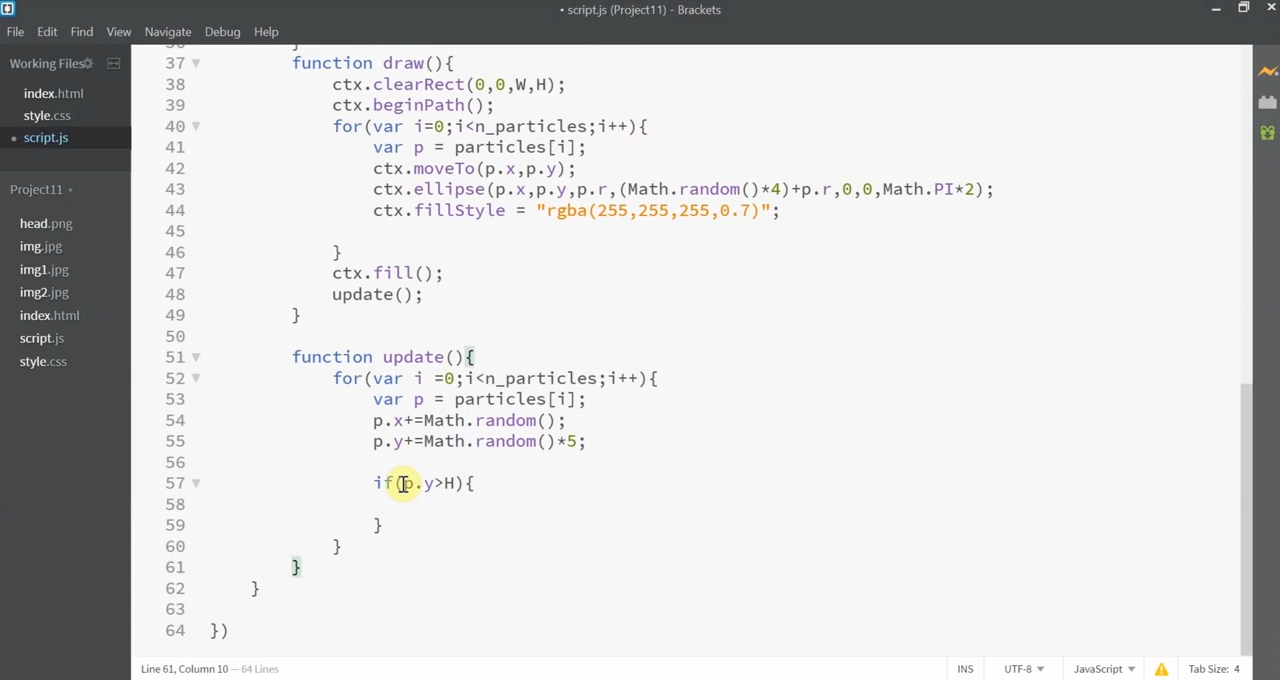 • script.js (Project11) - Brackets
File Edit Find View Navigate Debug Help
Working Files
index.html
style.css
• script.js
Project11
head.png
img.jpg
img1.jpg
img2.jpg
index.html
script.js
style.css
36 }
37 function draw(){
38 ctx.clearRect(0,0,W,H);
39 ctx.beginPath();
40 for(var i=0;i<n_particles;i++){
41 var p = particles[i];
42 ctx.moveTo(p.x,p.y);
43 ctx.ellipse(p.x,p.y,p.r,(Math.random()*4)+p.r,0,0,Math.PI*2);
44 ctx.fillStyle = "rgba(255,255,255,0.7)";
45
46 }
47 ctx.fill();
48 update();
49 }
50
51 function update(){
52 for(var i =0;i<n_particles;i++){
53 var p = particles[i];
54 p.x+=Math.random();
55 p.y+=Math.random()*5;
56
57 if(p.y>H){
58
59 }
60 }
61 }
62 }
63
64 })
Line 61, Column 10 — 64 Lines
INS UTF-8 JavaScript Tab Size: 4